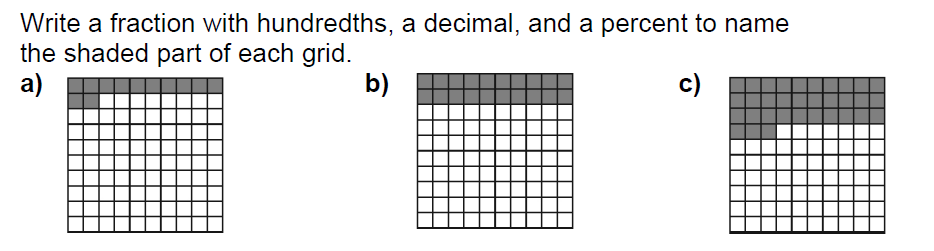 Write a fraction with hundredths, a decimal, and a percent to name
the shaded part of each grid.
a) b) c)